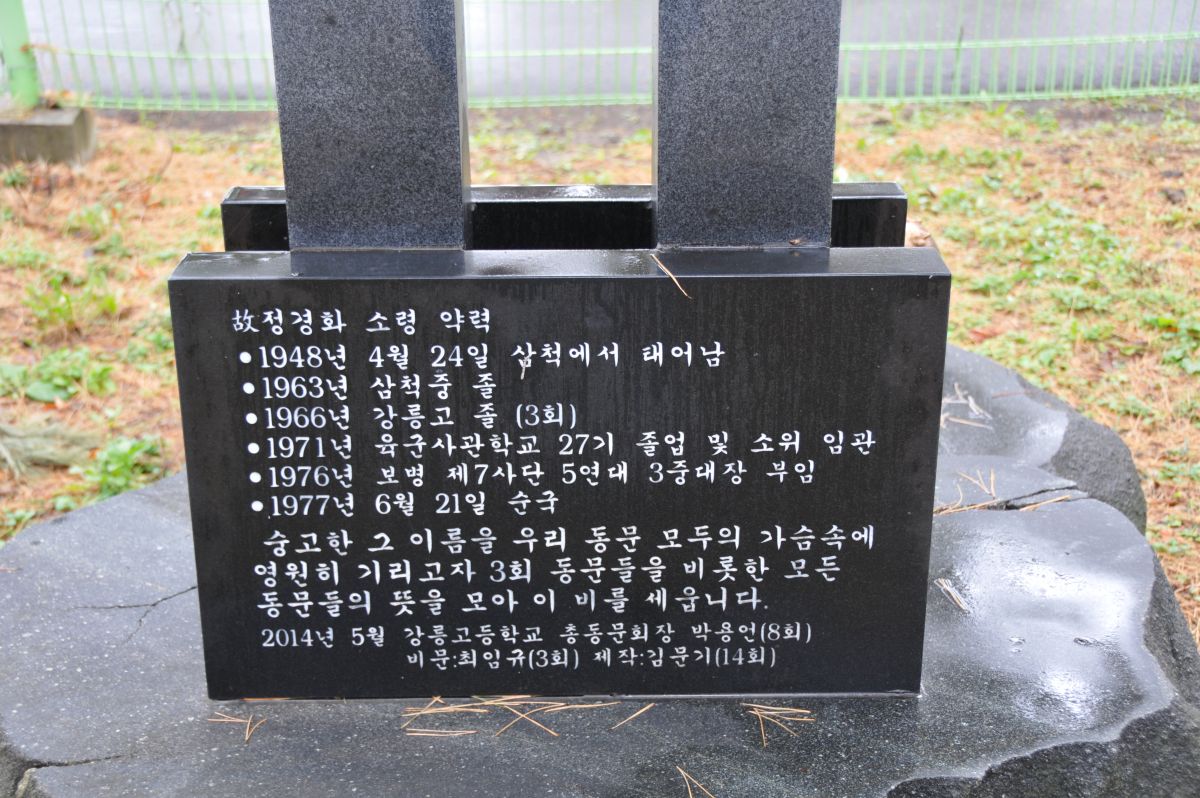 故정경화 소령 약력
●1948년 4월 24일 삼척에서 태어남
●1963년 삼척중 졸
●1966년 강릉고 졸 (3회)
●1971년 육군사관학교 27기 졸업 및 소위 임관
●1976년 보병 제7사단 5연대 3중대장 부임
●1977년 6월 21일 순국
숭고한 그 이름을 우리 동문 모두의 가슴속에
영원히 기리고자 3회 동문들을 비롯한 모든
동문들의 뜻을 모아 이 비를 세웁니다.
2014년 5월 강릉고등학교 총동문회장 박용언(8회)
비문:최임규(3회) 제작:김문기(14회)